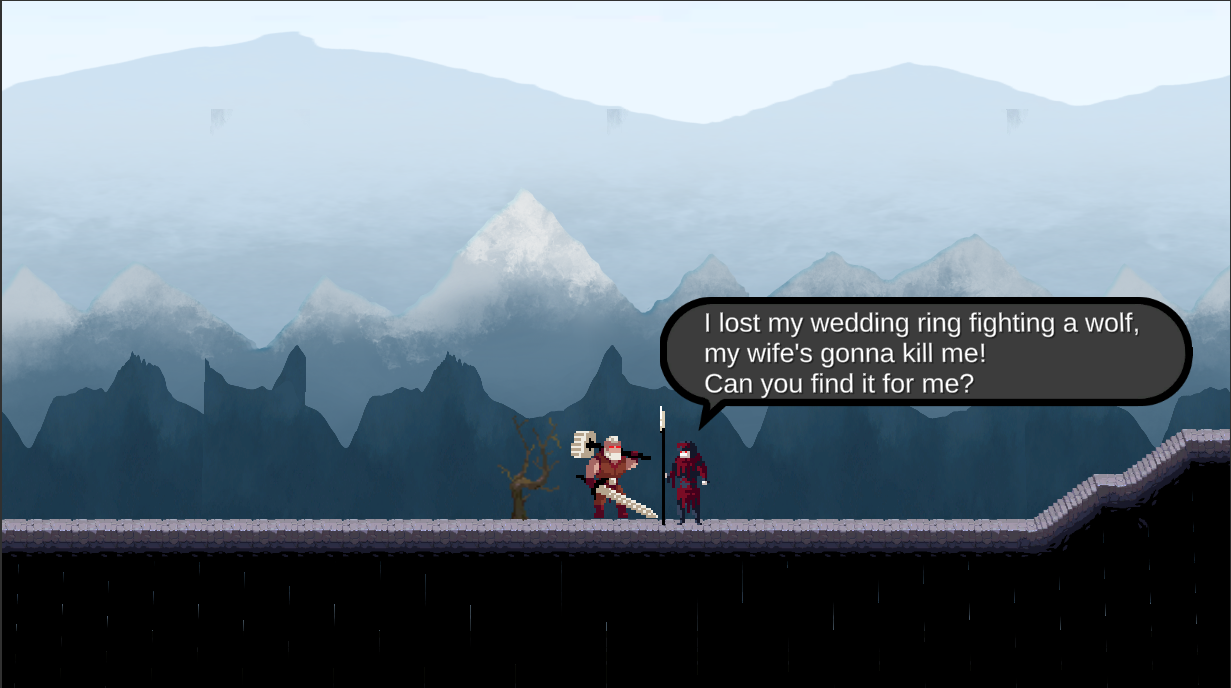 I lost my wedding ring fighting a wolf,
my wife's gonna kill me!
Can you find it for me?